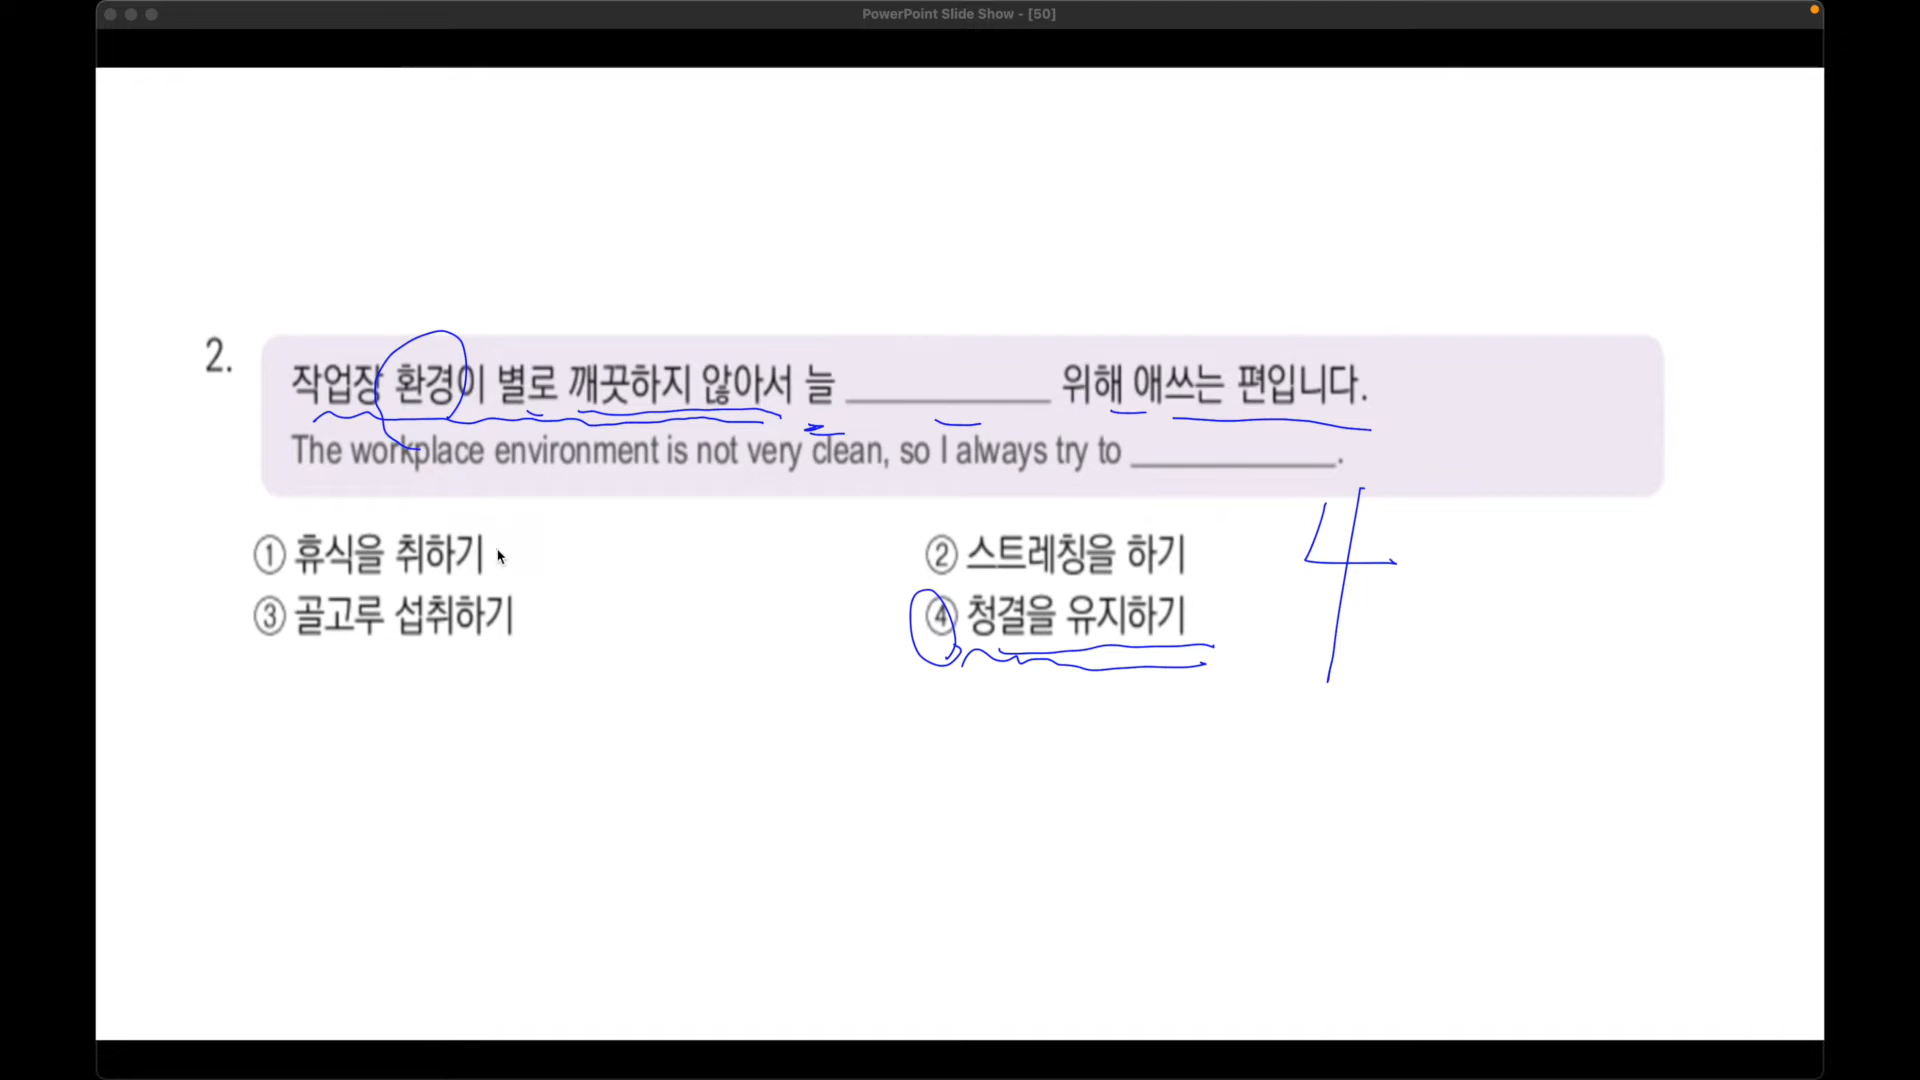 PowerPoint Slide Show - [50]
2.
작업장 환경이 별로 깨끗하지 않아서 늘 ______________ 위해 애쓰는 편입니다.
The workplace environment is not very clean, so I always try to ______________.
① 휴식을 취하기 ② 스트레칭을 하기
4
③ 골고루 섭취하기 ④ 청결을 유지하기